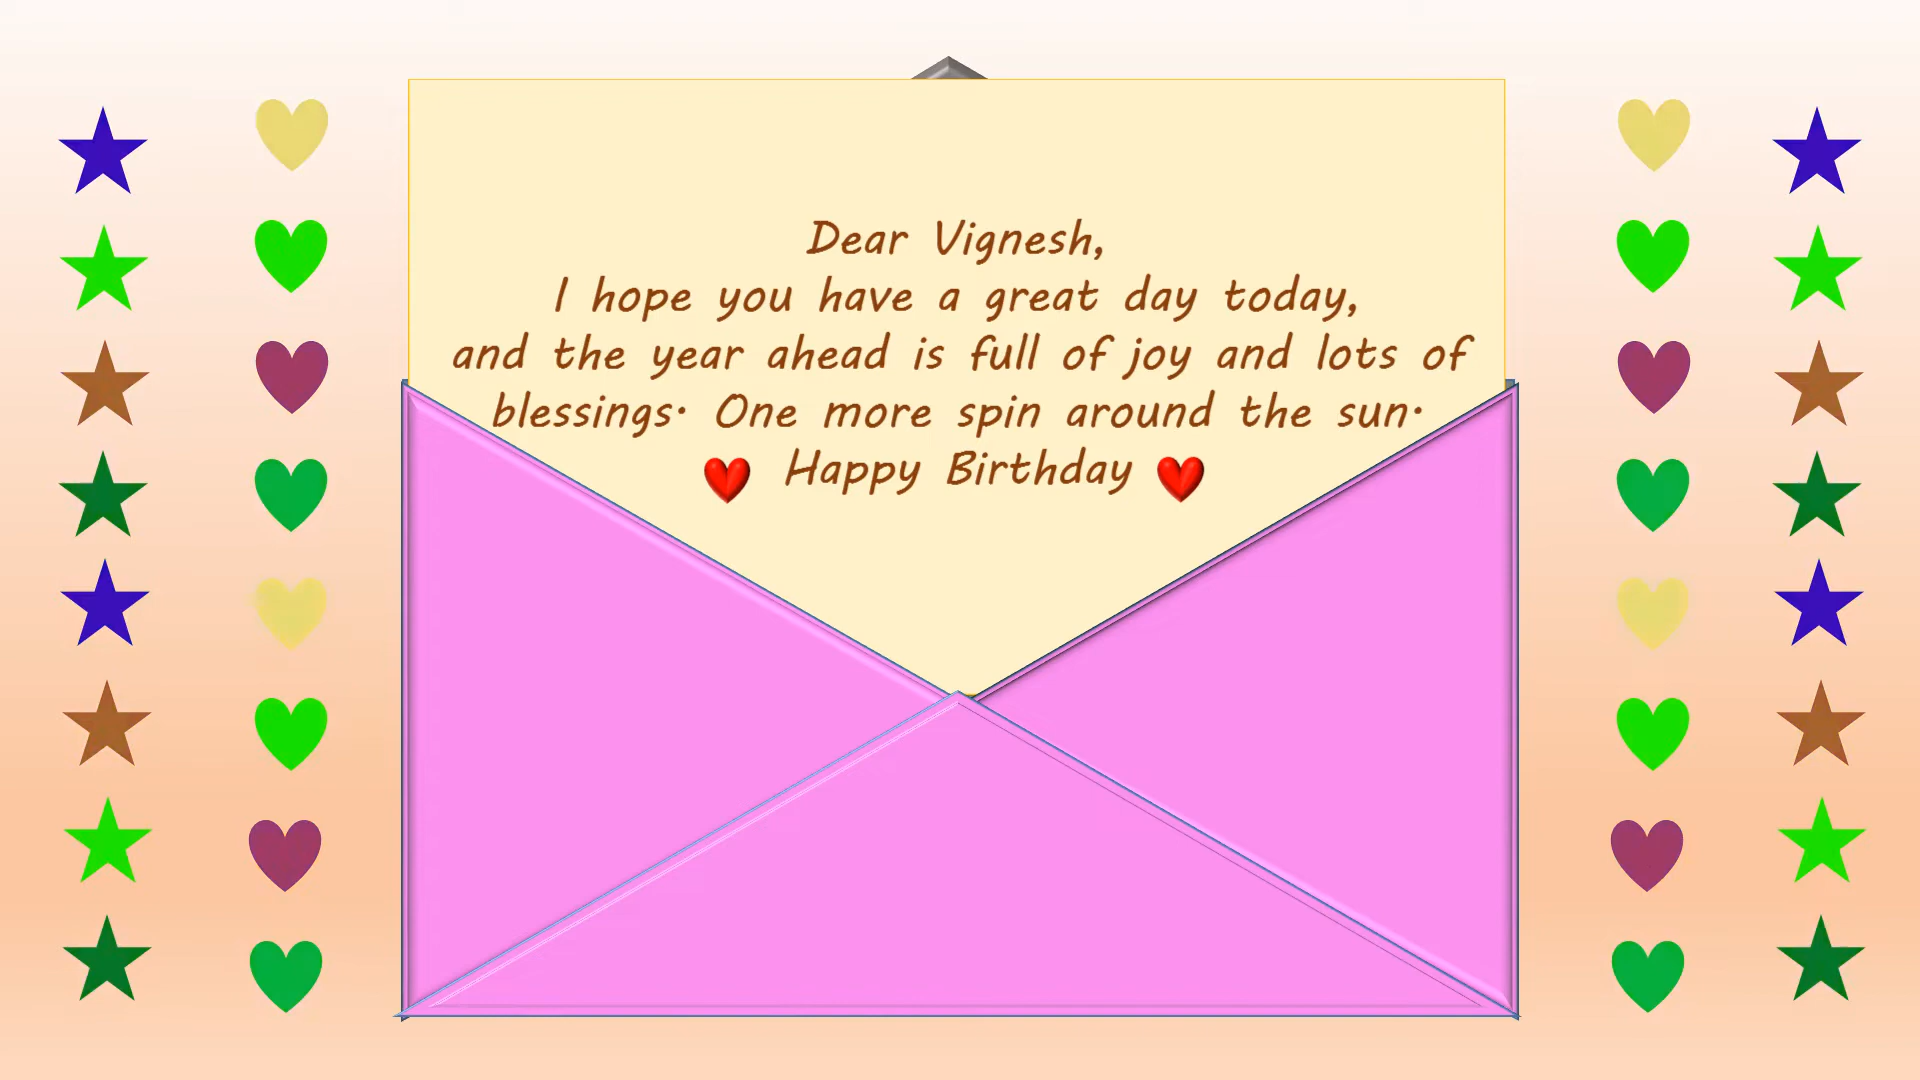 Dear Vignesh,
I hope you have a great day today,
and the year ahead is full of joy and lots of
blessings. One more spin around the sun.
Happy Birthday